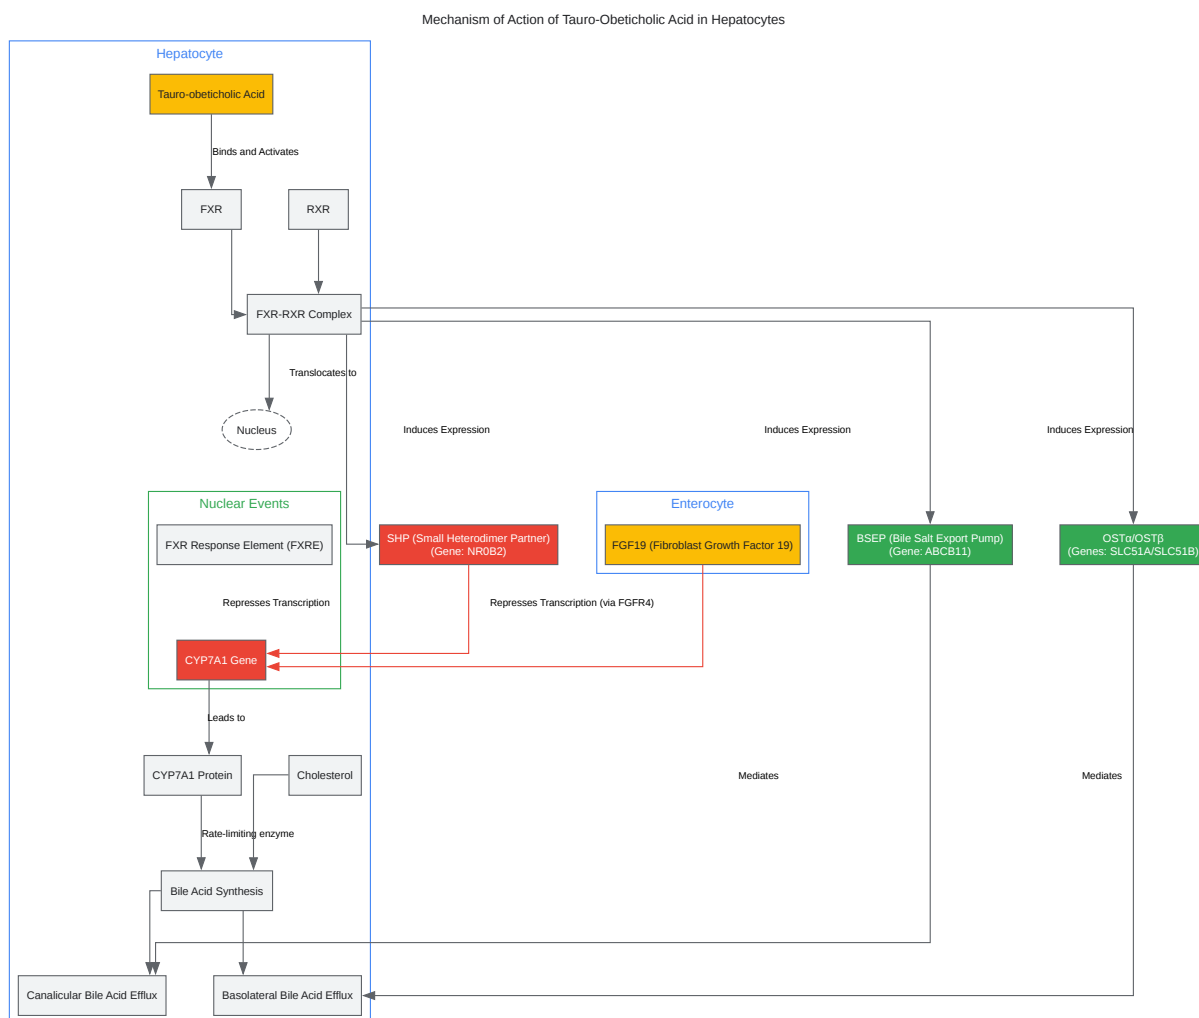 Mechanism of Action of Tauro-Obeticholic Acid in Hepatocytes
Hepatocyte
Tauro-obeticholic Acid
Binds and Activates
FXR
RXR
FXR-RXR Complex
Translocates to
Nucleus
Induces Expression
Induces Expression
Induces Expression
Nuclear Events
Enterocyte
FXR Response Element (FXRE)
SHP (Small Heterodimer Partner)
(Gene: NR0B2)
FGF19 (Fibroblast Growth Factor 19)
BSEP (Bile Salt Export Pump)
(Gene: ABCB11)
OSTα/OSTβ
(Genes: SLC51A/SLC51B)
Represses Transcription
Represses Transcription (via FGFR4)
CYP7A1 Gene
Leads to
CYP7A1 Protein
Cholesterol
Mediates
Mediates
Rate-limiting enzyme
Bile Acid Synthesis
Canalicular Bile Acid Efflux
Basolateral Bile Acid Efflux